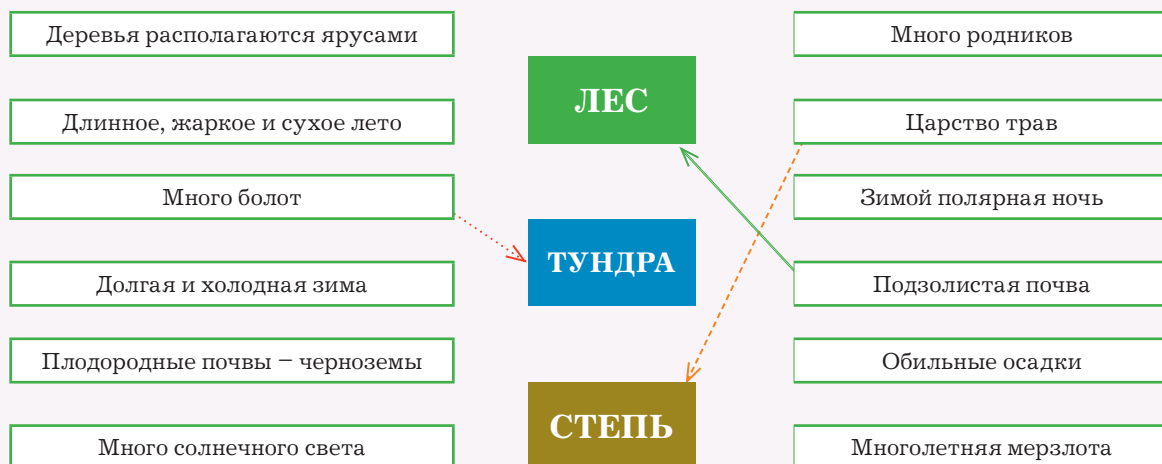 Деревья располагаются ярусами
Длинное, жаркое и сухое лето
Много болот
Долгая и холодная зима
Плодородные почвы – черноземы
Много солнечного света
ЛЕС
ТУНДРА
СТЕПЬ
Много родников
Царство трав
Зимой полярная ночь
Подзолистая почва
Обильные осадки
Многолетняя мерзлота